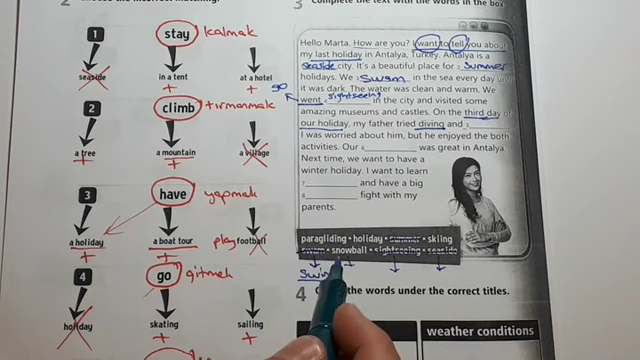 3 Complete the text with the words in the box
1
stay kalmak
seaside
in a tent
at a hotel
+ +
2
climb tırmanmak
a tree
a mountain
a village
+ +
3
have yapmak
a holiday
a boat tour
play football
+ +
4
go gitmek
holiday
skating
sailing
+ +
Hello Marta. How are you? I want to tell you about
my last holiday in Antalya, Turkey. Antalya is a
seaside city. It's a beautiful place for 2 summer
holidays. We swam in the sea every day until
it was dark. The water was clean and warm. We
go
went 4 sightseeing in the city and visited some
amazing museums and castles. On the third day of
our holiday, my father tried diving and 5
I was worried about him, but he enjoyed the both
activities. Our 6 was great in Antalya
Next time, we want to have a
winter holiday. I want to learn
7 and have a big
8 fight with my
parents.
paragliding • holiday • summer • skiing
swam • snowball • sightseeing • seaside
Swim
4 the words under the correct titles.
weather conditions